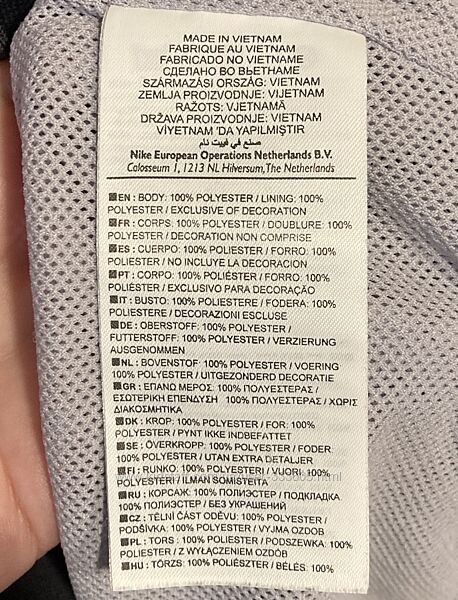 MADE IN VIETNAM
FABRIQUE AU VIETNAM
FABRICADO NO VIETNAME
СДЕЛАНО ВО ВЬЕТНАМЕ
SZÁRMAZÁSI ORSZÁG: VIETNAM
ZEMLJA PROIZVODNJE: VIJETNAM
RAŽOTS: VJETNAMĀ
DRŽAVA PROIZVODNJE: VIETNAM
VİYETNAM 'DA YAPILMIŞTIR
صنع في فييت نام
Nike European Operations Netherlands B.V.
Colosseum 1, 1213 NL Hilversum, The Netherlands
EN : BODY: 100% POLYESTER / LINING: 100%
POLYESTER / EXCLUSIVE OF DECORATION
FR : CORPS: 100% POLYESTER / DOUBLURE: 100%
POLYESTER / DECORATION NON COMPRISE
ES : CUERPO: 100% POLIESTER / FORRO: 100%
POLIESTER / NO INCLUYE LA DECORACION
PT : CORPO: 100% POLIÉSTER / FORRO: 100%
POLIÉSTER / EXCLUSIVO PARA DECORAÇÃO
IT : BUSTO: 100% POLIESTERE / FODERA: 100%
POLIESTERE / DECORAZIONI ESCLUSE
DE : OBERSTOFF: 100% POLYESTER /
FUTTERSTOFF: 100% POLYESTER / VERZIERUNG
AUSGENOMMEN
NL : BOVENSTOF: 100% POLYESTER / VOERING
100% POLYESTER / UITGEZONDERD DECORATIE
GR : ΕΠΑΝΩ ΜΕΡΟΣ: 100% ΠΟΛΥΕΣΤΕΡΑΣ /
ΕΣΩΤΕΡΙΚΗ ΕΠΕΝΔΥΣΗ 100% ΠΟΛΥΕΣΤΕΡΑΣ / ΧΩΡΙΣ
ΔΙΑΚΟΣΜΗΤΙΚΑ
DK : KROP: 100% POLYESTER / FOR: 100%
POLYESTER / PYNT IKKE INDBEFATTET
SE : ÖVERKROPP: 100% POLYESTER / FODER:
100% POLYESTER / UTAN EXTRA DETALJER
FI : RUNKO: 100% POLYESTERI / VUORI: 100%
POLYESTERI / ILMAN SOMISTEITA
RU : КОРСАЖ: 100% ПОЛИЭСТЕР / ПОДКЛАДКА
100% ПОЛИЭСТЕР / БЕЗ УКРАШЕНИЙ
CZ : TĚLNÍ ČÁST ODĚVU: 100% POLYESTER /
PODŠÍVKA: 100% POLYESTER / VYJMA OZDOB
PL : TORS : 100% POLIESTER / PODSZEWKA: 100%
POLIESTER / Z WYŁĄCZENIEM OZDÓB
HU : TÖRZS: 100% POLIÉSZTER / BÉLÉS: 100%